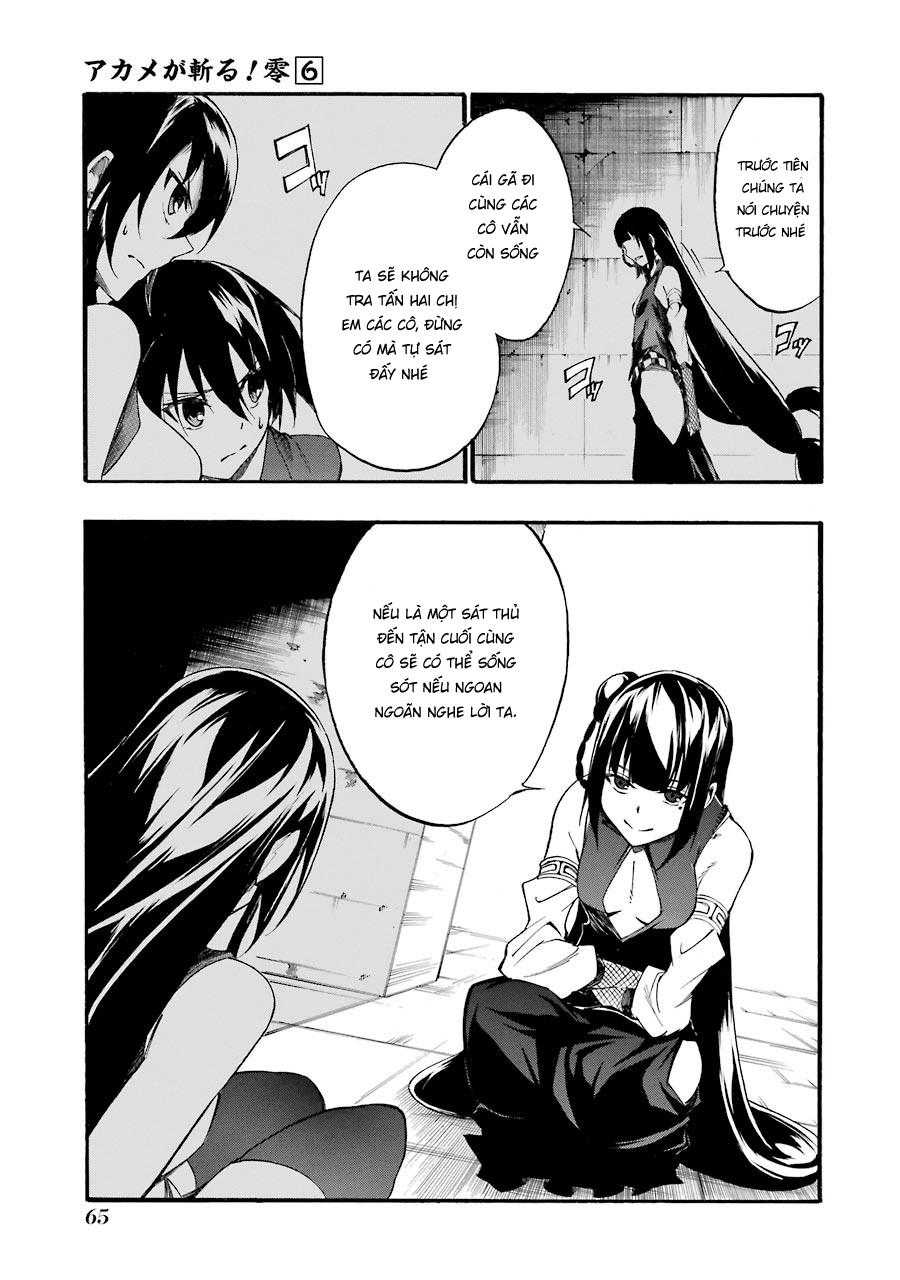 アカメが斬る！零6
TRƯỚC TIÊN
CHÚNG TA
NÓI CHUYỆN
TRƯỚC NHÉ
コッ
コッ
CÁI GÃ ĐI
CÙNG CÁC
CÔ VẪN
CÒN SỐNG
TA SẼ KHÔNG
TRA TẤN HAI CHỊ
EM CÁC CÔ, ĐỪNG
CÓ MÀ TỰ SÁT
ĐẤY NHÉ
コッ
NẾU LÀ MỘT SÁT THỦ
ĐẾN TẬN CUỐI CÙNG
CÔ SẼ CÓ THỂ SỐNG
SÓT NẾU NGOAN
NGOÃN NGHE LỜI TA.
65